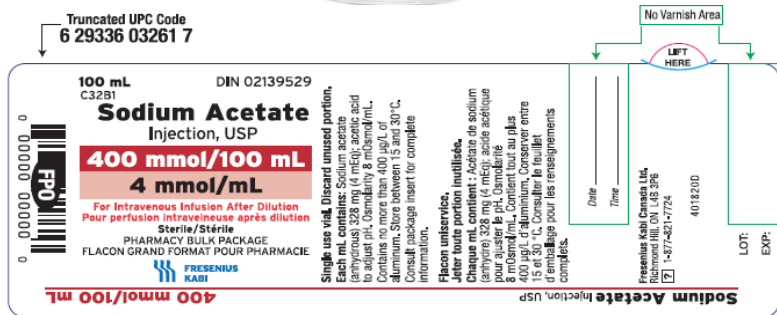 Truncated UPC Code
6 29336 03261 7
No Varnish Area
LIFT
HERE
0 00000 00000 0
FPO
100 mL DIN 02139529
C32B1
Sodium Acetate
Injection, USP
400 mmol/100 mL
4 mmol/mL
For Intravenous Infusion After Dilution
Pour perfusion intraveineuse après dilution
Sterile/Stérile
PHARMACY BULK PACKAGE
FLACON GRAND FORMAT POUR PHARMACIE
FRESENIUS
KABI
Single use vial. Discard unused portion.
Each mL contains: Sodium acetate
(anhydrous) 328 mg (4 mEq); acetic acid
to adjust pH. Osmolarity 8 mOsmol/mL.
Contains no more than 400 µg/L of
aluminum. Store between 15 and 30°C.
Consult package insert for complete
information.
Flacon uniservice.
Jeter toute portion inutilisée.
Chaque mL contient : Acétate de sodium
(anhydre) 328 mg (4 mEq); acide acétique
pour ajuster le pH. Osmolarité
8 mOsmol/mL. Contient tout au plus
400 µg/L d'aluminium. Conserver entre
15 et 30 °C. Consulter le feuillet
d'emballage pour les renseignements
complets.
Date
Time
Fresenius Kabi Canada Ltd.
Richmond Hill, ON L4B 3P6
? 1-877-821-7724
401820D
LOT:
EXP:
400 mmol/100 mL
Sodium Acetate Injection, USP